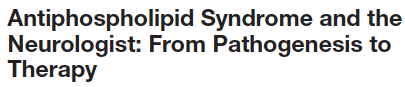 Antiphospholipid Syndrome and the
Neurologist: From Pathogenesis to
Therapy